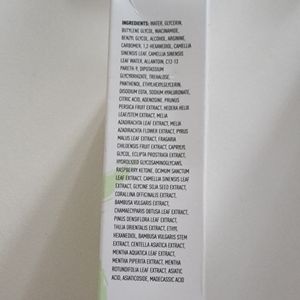 INGREDIENTS: WATER, GLYCERIN,
BUTYLENE GLYCOL, NIACINAMIDE,
BENZYL GLYCOL, ALCOHOL, ARGININE,
CARBOMER, 1,2-HEXANEDIOL, CAMELLIA
SINENSIS LEAF, CAMELLIA SINENSIS
LEAF WATER, ALLANTOIN, C12-13
PARETH-9, DIPOTASSIUM
GLYCYRRHIZATE, TREHALOSE,
PANTHENOL, ETHYLHEXYLGLYCERIN,
DISODIUM EDTA, SODIUM HYALURONATE,
CITRIC ACID, ADENOSINE, PRUNUS
PERSICA FRUIT EXTRACT, HEDERA HELIX
LEAF/STEM EXTRACT, MELIA
AZADIRACHTA LEAF EXTRACT, MELIA
AZADIRACHTA FLOWER EXTRACT, PYRUS
MALUS LEAF EXTRACT, FRAGARIA
CHILOENSIS FRUIT EXTRACT, CAPRYLYL
GLYCOL, ECLIPTA PROSTRATA EXTRACT,
HYDROLYZED GLYCOSAMINOGLYCANS,
RASPBERRY KETONE, OCIMUM SANCTUM
LEAF EXTRACT, CAMELLIA SINENSIS LEAF
EXTRACT, GLYCINE SOJA SEED EXTRACT,
CORALLINA OFFICINALIS EXTRACT,
BAMBUSA VULGARIS EXTRACT,
CHAMAECYPARIS OBTUSA LEAF EXTRACT,
PINUS DENSIFLORA LEAF EXTRACT,
THUJA ORIENTALIS EXTRACT, ETHYL
HEXANEDIOL, BAMBUSA VULGARIS STEM
EXTRACT, CENTELLA ASIATICA EXTRACT,
MENTHA AQUATICA LEAF EXTRACT,
MENTHA PIPERITA EXTRACT, MENTHA
ROTUNDIFOLIA LEAF EXTRACT, ASIATIC
ACID, ASIATICOSIDE, MADECASSIC ACID